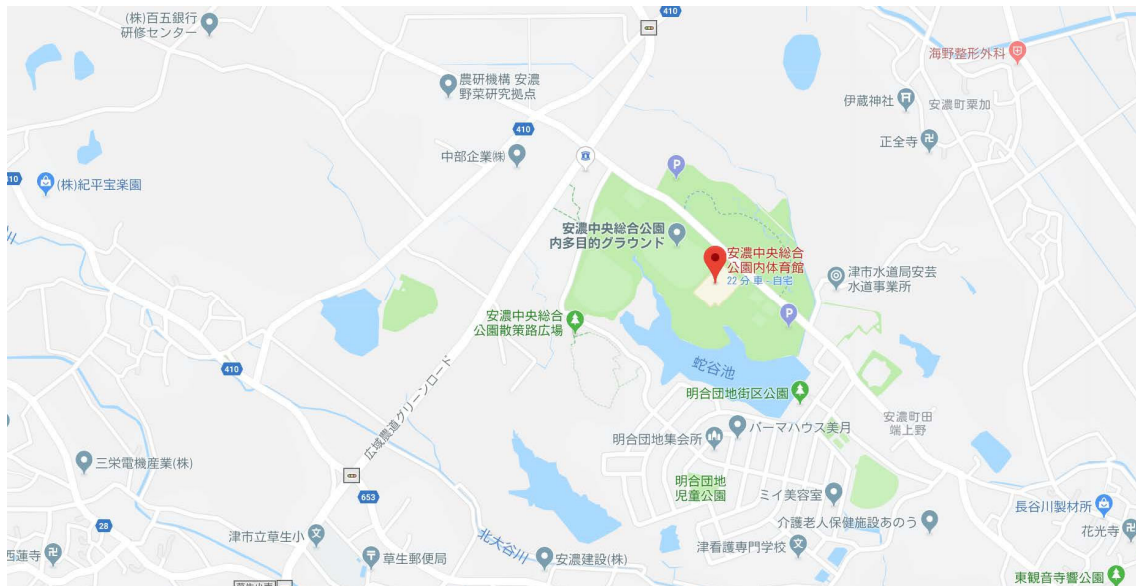 (株)百五銀行
研修センター
410
海野整形外科
農研機構 安濃
野菜研究拠点
伊蔵神社
安濃町粟加
410
正全寺
中部企業㈱
10
410
(株)紀平宝楽園
安濃中央総合公園
内多目的グラウンド
安濃中央総合
公園内体育館
22 分 車 - 自宅
津市水道局安芸
水道事業所
P
P
安濃中央総合
公園散策路広場
蛇谷池
410
広域農道グリーンロード
明合団地街区公園
安濃町田
端上野
パーマハウス美月
明合団地集会所
三栄電機産業(株)
明合団地
児童公園
ミイ美容室
653
長谷川製材所
28
介護老人保健施設あのう
津市立草生小
北大谷川
花光寺
西蓮寺
草生郵便局
安濃建設(株)
津看護専門学校
東観音寺響公園
川